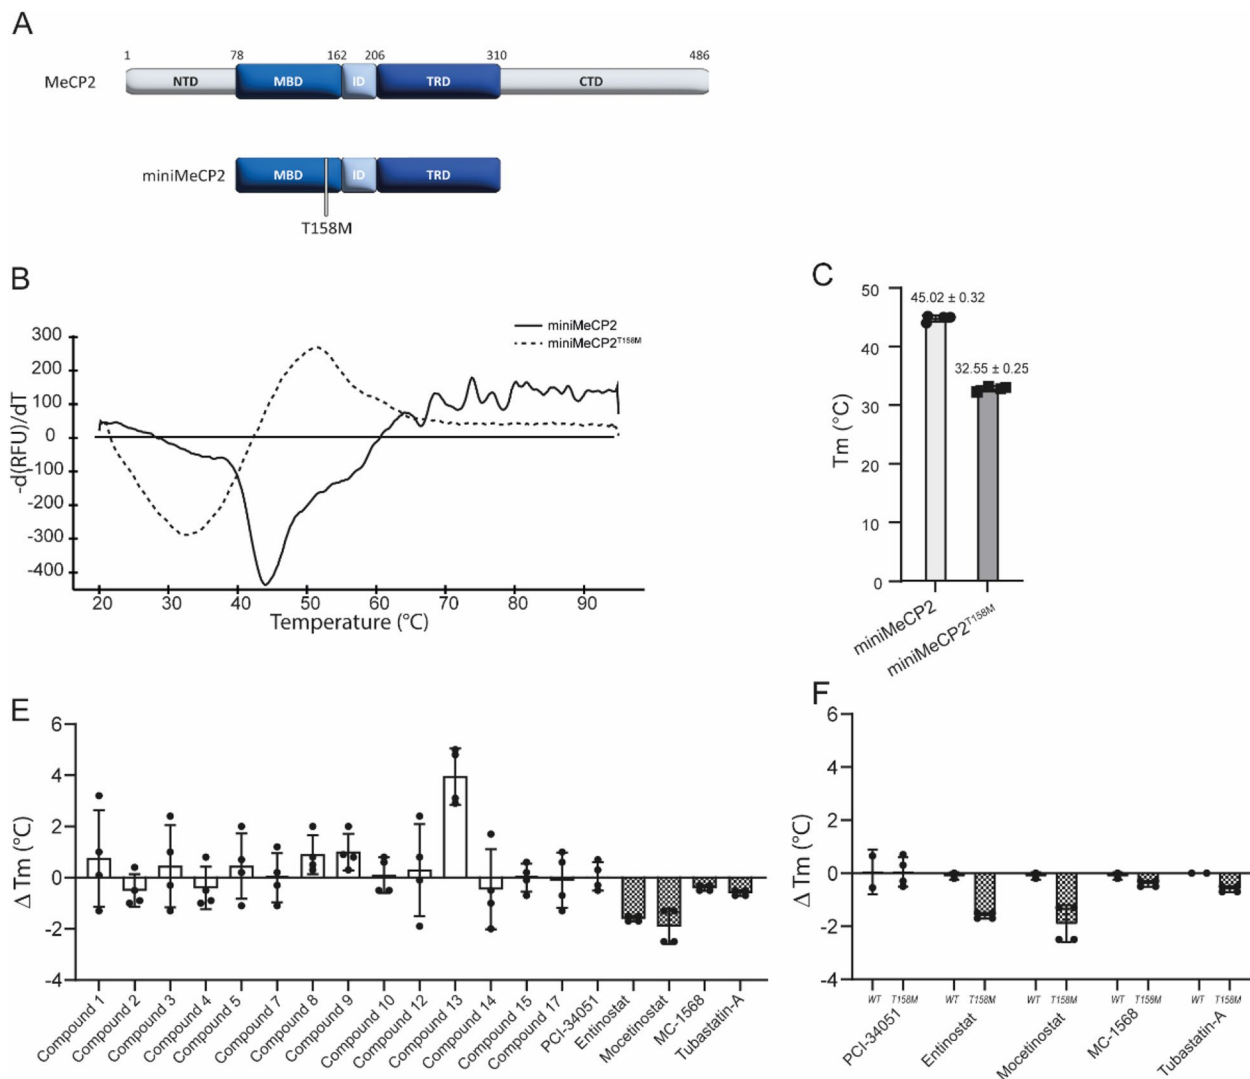 A
1 78 162 206 310 486
MeCP2 NTD MBD ID TRD CTD
miniMeCP2 MBD ID TRD
T158M
B
300
200
100
0
-100
-200
-300
-400
-d(RFU)/dT
miniMeCP2
miniMeCP2T158M
20 30 40 50 60 70 80 90
Temperature (°C)
C
50
40
30
20
10
0
Tm (°C)
45.02 ± 0.32
32.55 ± 0.25
miniMeCP2
miniMeCP2T158M
E
6
4
2
0
-2
-4
Δ Tm (°C)
Compound 1
Compound 2
Compound 3
Compound 4
Compound 5
Compound 7
Compound 8
Compound 9
Compound 10
Compound 12
Compound 13
Compound 14
Compound 15
Compound 17
PCI-34051
Entinostat
Mocetinostat
MC-1568
Tubastatin-A
F
6
4
2
0
-2
-4
Δ Tm (°C)
WT T158M WT T158M WT T158M WT T158M WT T158M
PCI-34051
Entinostat
Mocetinostat
MC-1568
Tubastatin-A